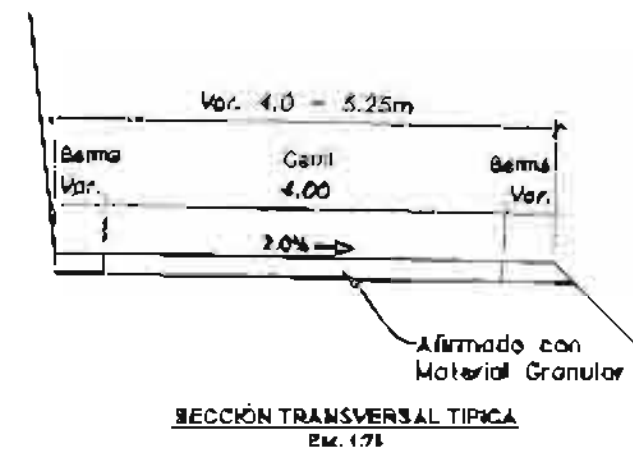 Var. 4.0 - 5.25m
Berma
Var.
Carril
4.00
Berma
Var.
2.0%
Afirmado con
Material Granular
SECCIÓN TRANSVERSAL TIPICA